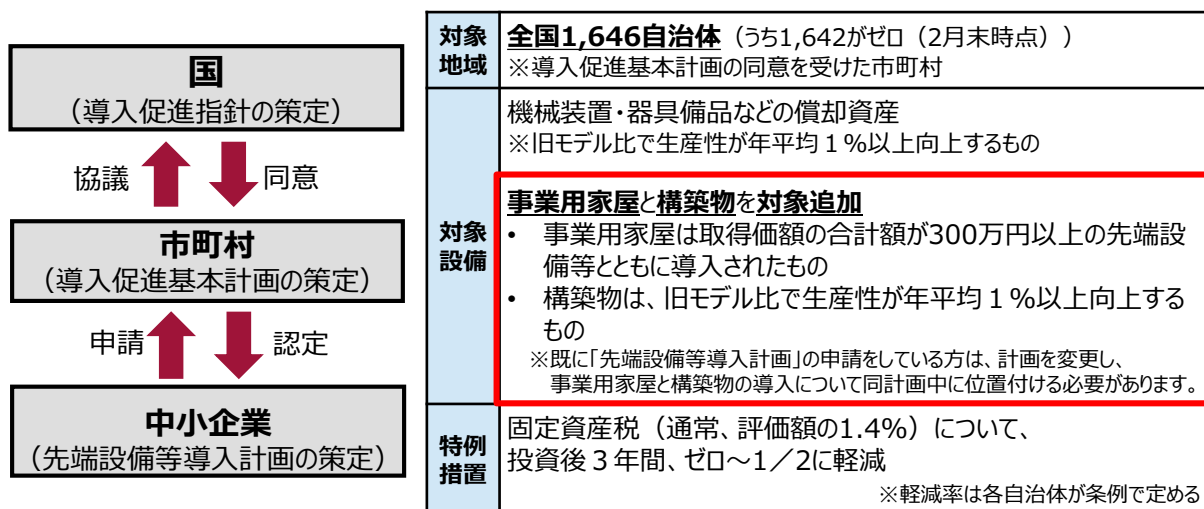 国
（導入促進指針の策定）
協議
同意
市町村
（導入促進基本計画の策定）
申請
認定
中小企業
（先端設備等導入計画の策定）
対象
地域
全国1,646自治体（うち1,642がゼロ（2月末時点））
※導入促進基本計画の同意を受けた市町村
対象
設備
機械装置・器具備品などの償却資産
※旧モデル比で生産性が年平均１％以上向上するもの
事業用家屋と構築物を対象追加
• 事業用家屋は取得価額の合計額が300万円以上の先端設
備等とともに導入されたもの
• 構築物は、旧モデル比で生産性が年平均１％以上向上する
もの
※既に「先端設備等導入計画」の申請をしている方は、計画を変更し、
事業用家屋と構築物の導入について同計画中に位置付ける必要があります。
特例
措置
固定資産税（通常、評価額の1.4%）について、
投資後３年間、ゼロ～1／2に軽減
※軽減率は各自治体が条例で定める